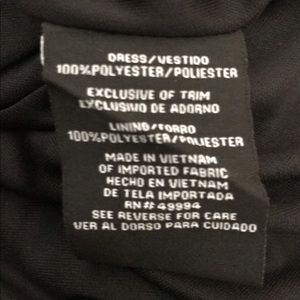 DRESS/VESTIDO
100%POLYESTER/POLIESTER
EXCLUSIVE OF TRIM
EXCLUSIVO DE ADORNO
LINING/FORRO
100%POLYESTER/POLIESTER
MADE IN VIETNAM
OF IMPORTED FABRIC
HECHO EN VIETNAM
DE TELA IMPORTADA
RN#49994
SEE REVERSE FOR CARE
VER AL DORSO PARA CUIDADO